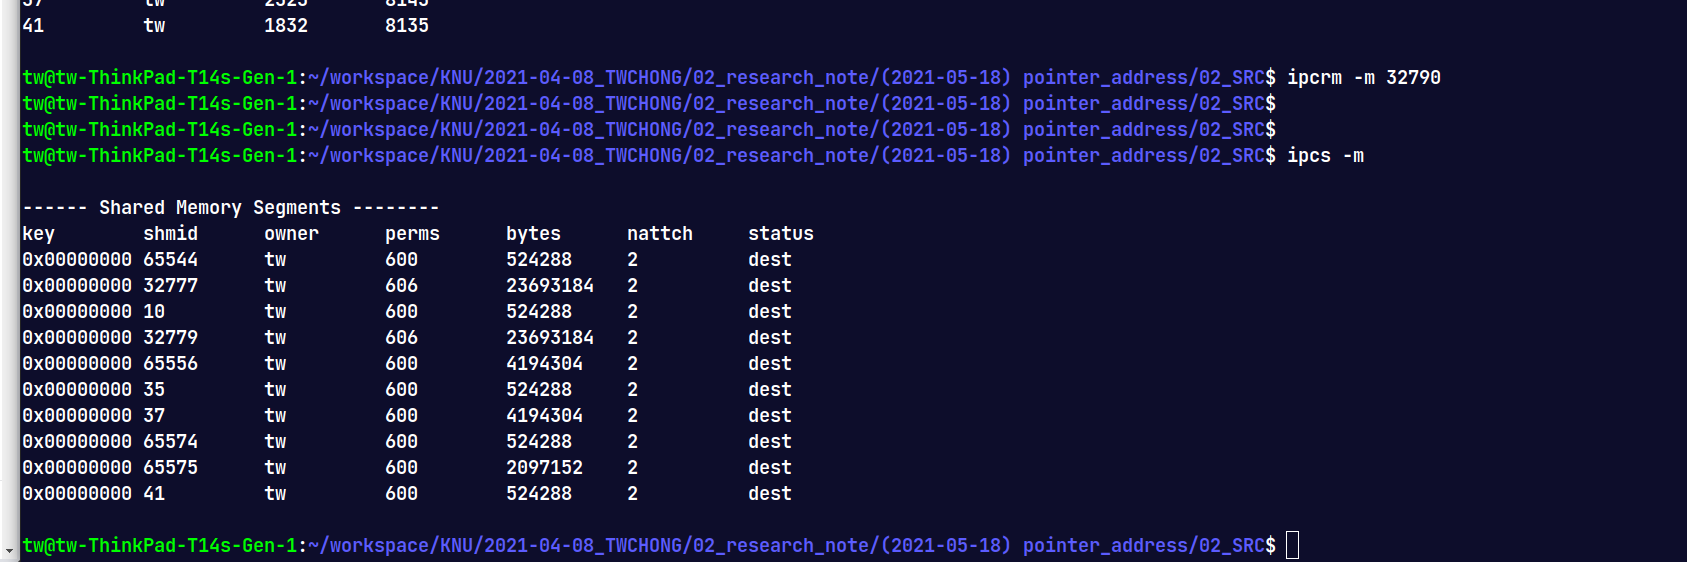 37 tw 2525 8145
41 tw 1832 8135
tw@tw-ThinkPad-T14s-Gen-1:~/workspace/KNU/2021-04-08_TWCHONG/02_research_note/(2021-05-18) pointer_address/02_SRC$ ipcrm -m 32790
tw@tw-ThinkPad-T14s-Gen-1:~/workspace/KNU/2021-04-08_TWCHONG/02_research_note/(2021-05-18) pointer_address/02_SRC$
tw@tw-ThinkPad-T14s-Gen-1:~/workspace/KNU/2021-04-08_TWCHONG/02_research_note/(2021-05-18) pointer_address/02_SRC$
tw@tw-ThinkPad-T14s-Gen-1:~/workspace/KNU/2021-04-08_TWCHONG/02_research_note/(2021-05-18) pointer_address/02_SRC$ ipcs -m
------ Shared Memory Segments --------
key shmid owner perms bytes nattch status
0x00000000 65544 tw 600 524288 2 dest
0x00000000 32777 tw 606 23693184 2 dest
0x00000000 10 tw 600 524288 2 dest
0x00000000 32779 tw 606 23693184 2 dest
0x00000000 65556 tw 600 4194304 2 dest
0x00000000 35 tw 600 524288 2 dest
0x00000000 37 tw 600 4194304 2 dest
0x00000000 65574 tw 600 524288 2 dest
0x00000000 65575 tw 600 2097152 2 dest
0x00000000 41 tw 600 524288 2 dest
tw@tw-ThinkPad-T14s-Gen-1:~/workspace/KNU/2021-04-08_TWCHONG/02_research_note/(2021-05-18) pointer_address/02_SRC$